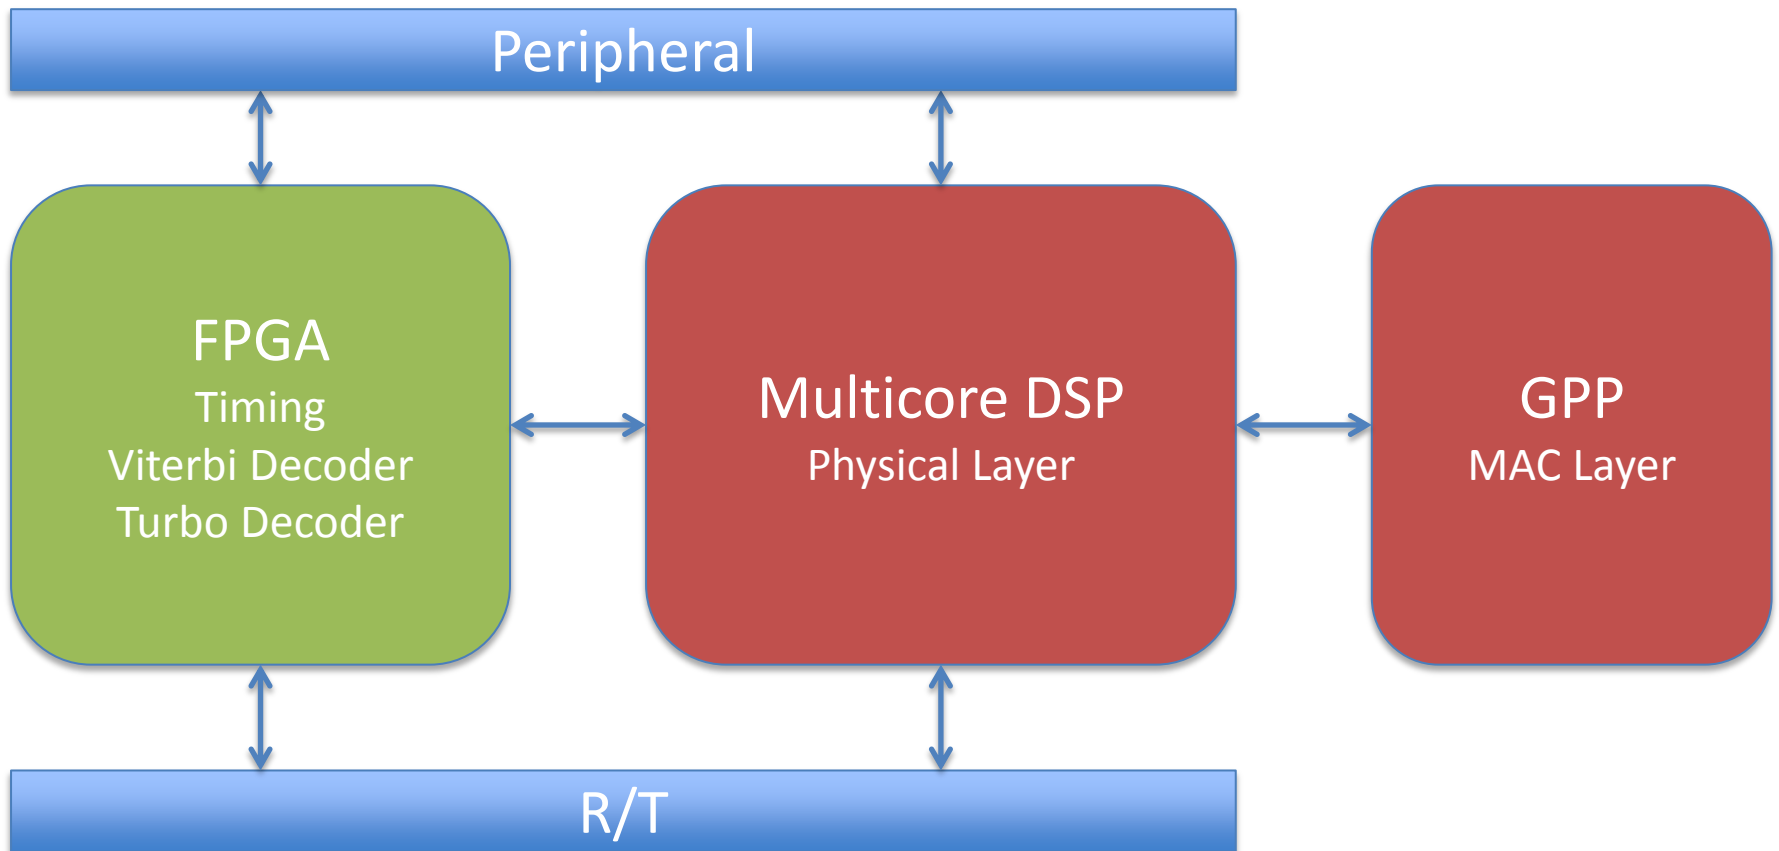 Peripheral
FPGA
Timing
Viterbi Decoder
Turbo Decoder
Multicore DSP
Physical Layer
GPP
MAC Layer
R/T